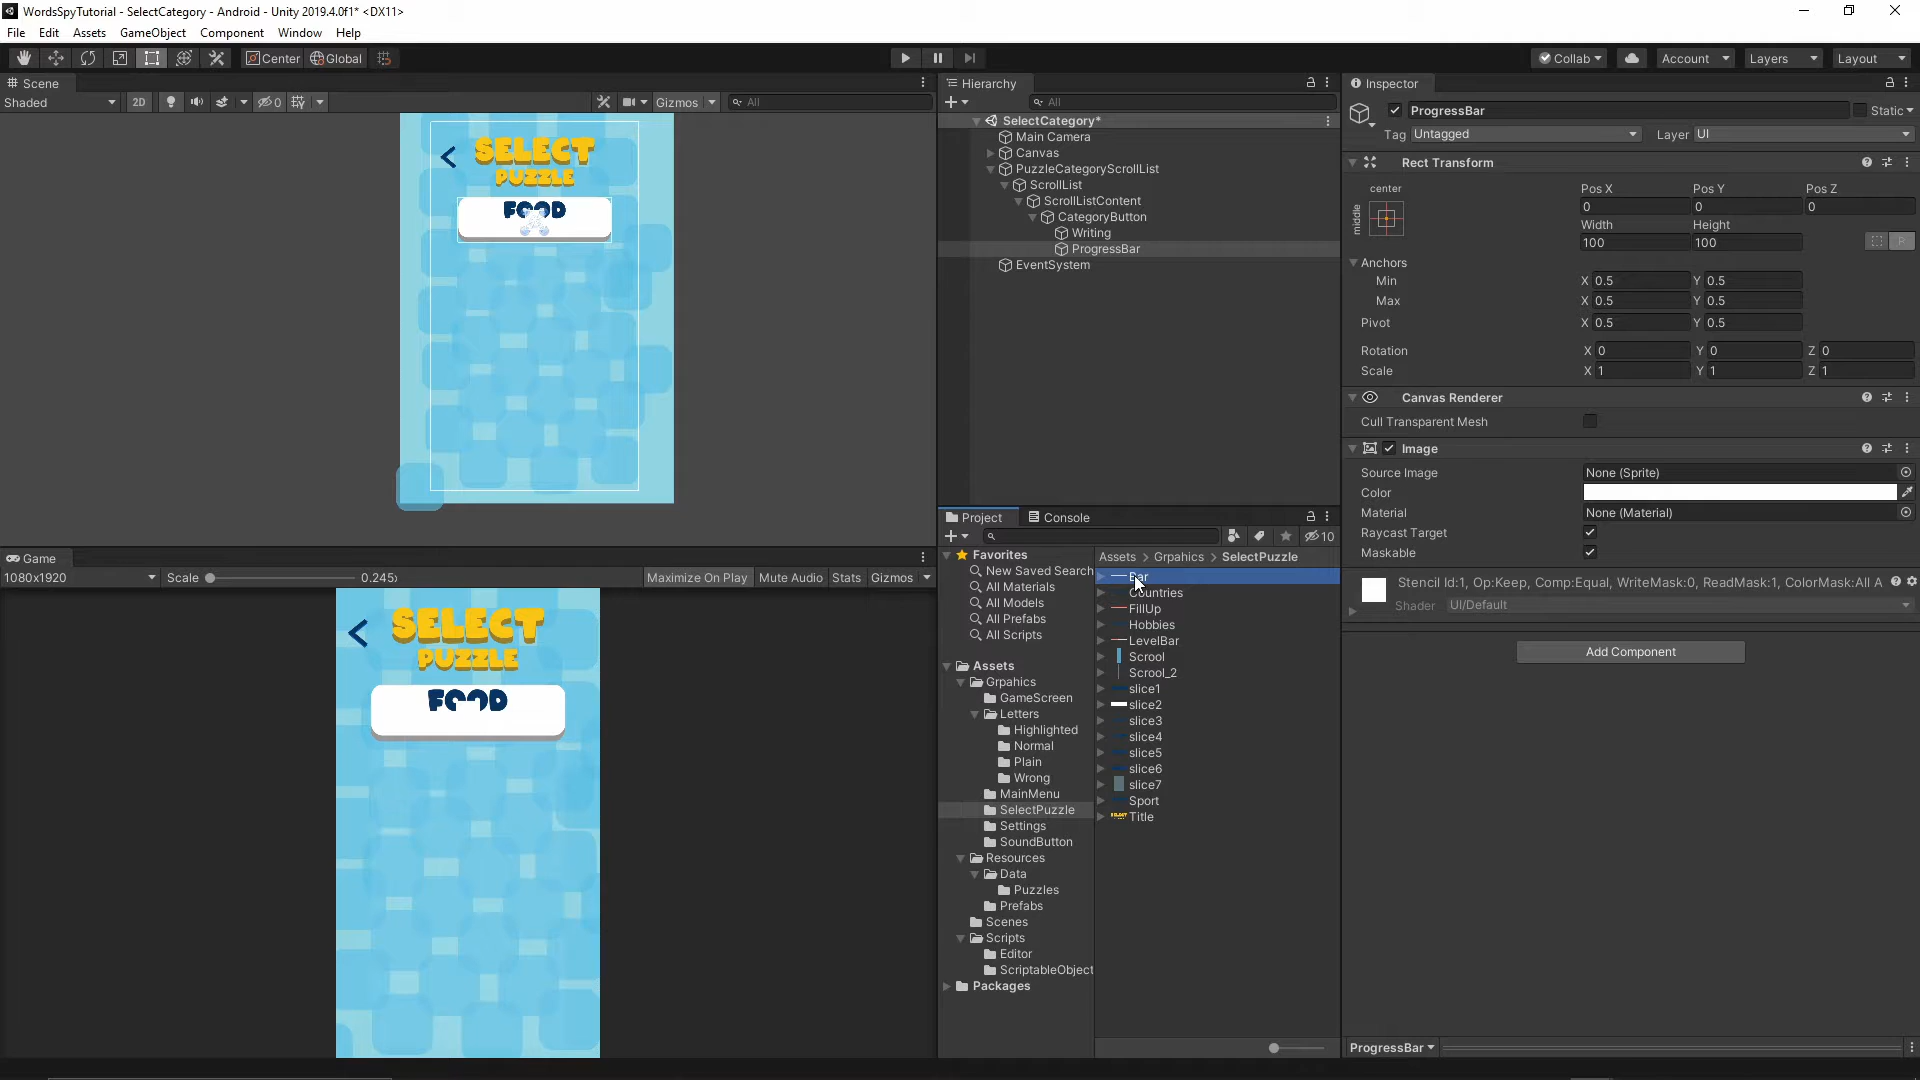 WordsSpyTutorial - SelectCategory - Android - Unity 2019.4.0f1* <DX11>
File Edit Assets GameObject Component Window Help
Center Global Collab Account Layers Layout
Scene
Shaded 2D 0 Gizmos All
SELECT
PUZZLE
FOOD
Hierarchy
All
SelectCategory*
Main Camera
Canvas
PuzzleCategoryScrollList
ScrollList
ScrollListContent
CategoryButton
Writing
ProgressBar
EventSystem
Inspector
ProgressBar Static
Tag Untagged Layer UI
Rect Transform
center Pos X Pos Y Pos Z
middle 0 0 0
Width Height
100 100 R
Anchors
Min X 0.5 Y 0.5
Max X 0.5 Y 0.5
Pivot X 0.5 Y 0.5
Rotation X 0 Y 0 Z 0
Scale X 1 Y 1 Z 1
Canvas Renderer
Cull Transparent Mesh
Image
Source Image None (Sprite)
Color
Material None (Material)
Raycast Target
Maskable
Stencil Id:1, Op:Keep, Comp:Equal, WriteMask:0, ReadMask:1, ColorMask:All A
Shader UI/Default
Add Component
ProgressBar
Game
1080x1920 Scale 0.245x Maximize On Play Mute Audio Stats Gizmos
SELECT
PUZZLE
FOOD
Project Console
10
Favorites
New Saved Search
All Materials
All Models
All Prefabs
All Scripts
Assets
Grpahics
GameScreen
Letters
Highlighted
Normal
Plain
Wrong
MainMenu
SelectPuzzle
Settings
SoundButton
Resources
Data
Puzzles
Prefabs
Scenes
Scripts
Editor
ScriptableObject
Packages
Assets > Grpahics > SelectPuzzle
Bar
Countries
FillUp
Hobbies
LevelBar
Scrool
Scrool_2
slice1
slice2
slice3
slice4
slice5
slice6
slice7
Sport
Title